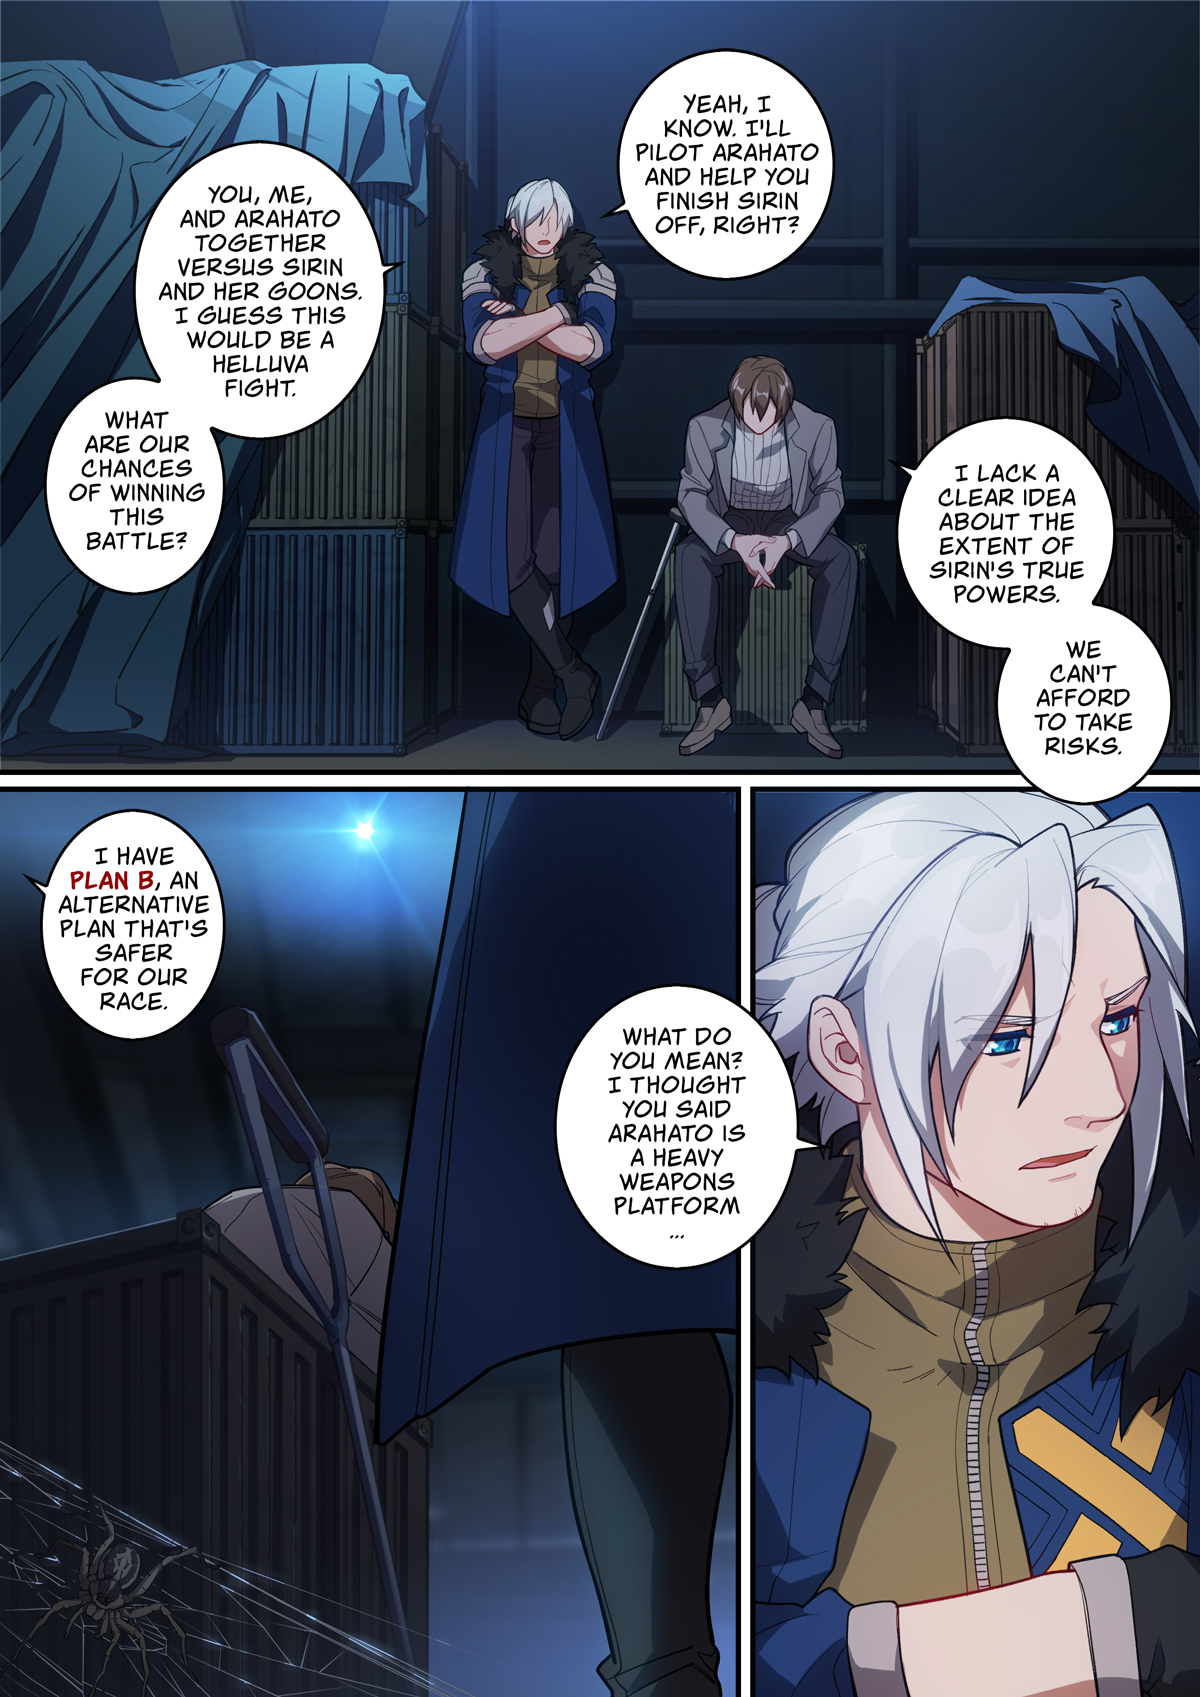 YEAH, I
KNOW. I'LL
PILOT ARAHATO
AND HELP YOU
FINISH SIRIN
OFF, RIGHT?
YOU, ME,
AND ARAHATO
TOGETHER
VERSUS SIRIN
AND HER GOONS.
I GUESS THIS
WOULD BE A
HELLUVA
FIGHT.
WHAT
ARE OUR
CHANCES
OF WINNING
THIS
BATTLE?
I LACK A
CLEAR IDEA
ABOUT THE
EXTENT OF
SIRIN'S TRUE
POWERS.
WE
CAN'T
AFFORD
TO TAKE
RISKS.
I HAVE
PLAN B, AN
ALTERNATIVE
PLAN THAT'S
SAFER
FOR OUR
RACE.
WHAT DO
YOU MEAN?
I THOUGHT
YOU SAID
ARAHATO IS
A HEAVY
WEAPONS
PLATFORM
...